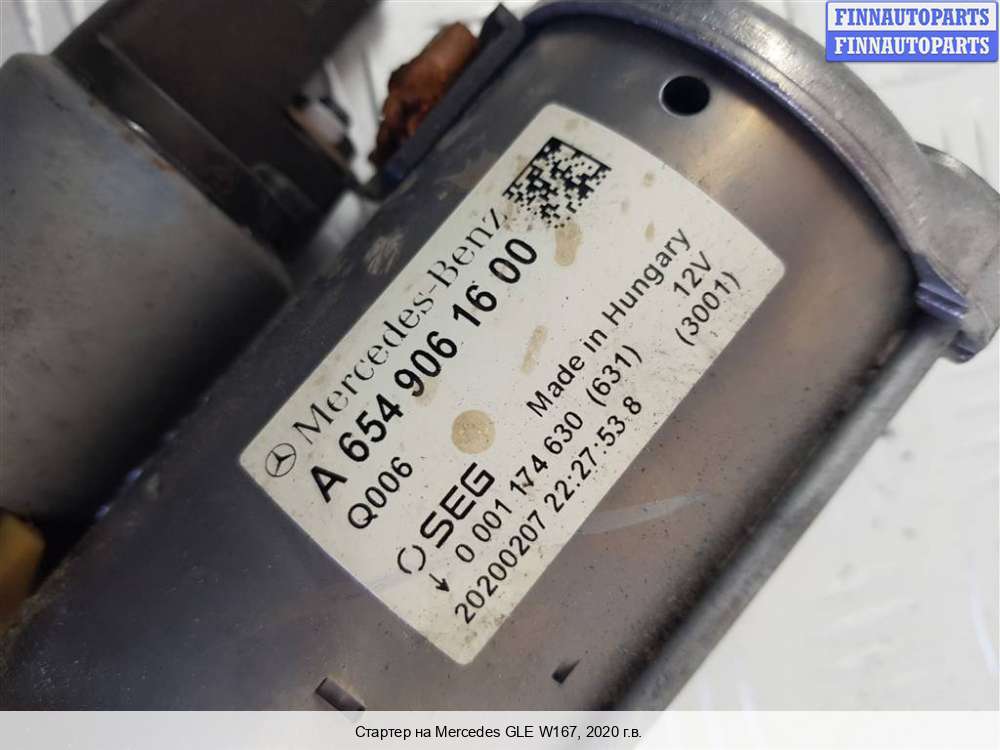 FINNAUTOPARTS
FINNAUTOPARTS
Mercedes-Benz
A 654 906 16 00
Q006
SEG
Made in Hungary
0 001 174 630 (631) 12V
20200207 22:27:53 8 (3001)
Стартер на Mercedes GLE W167, 2020 г.в.